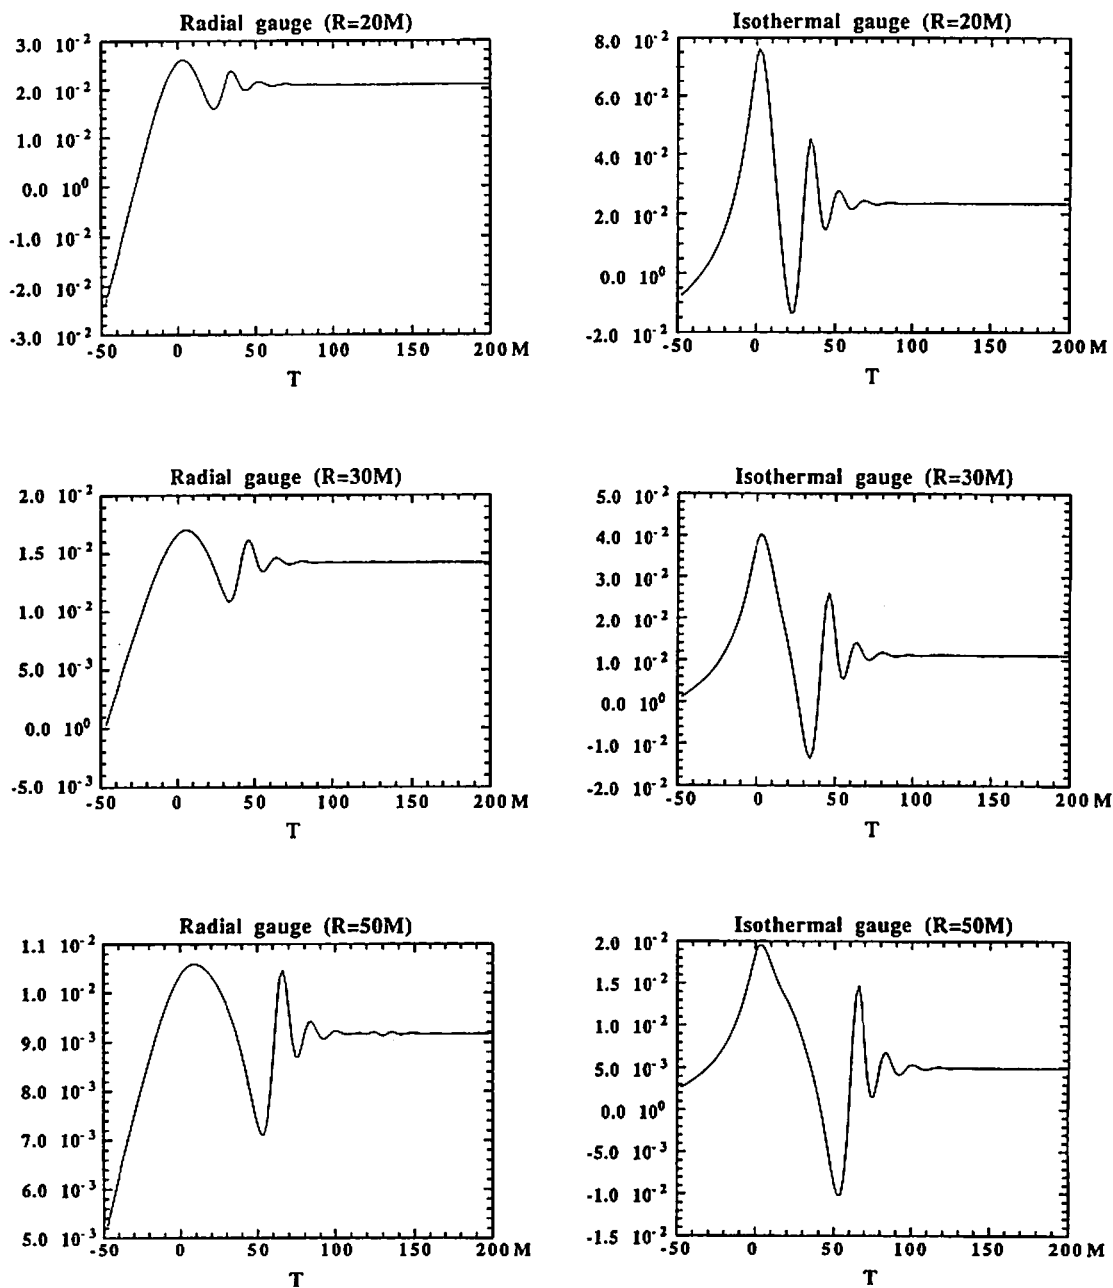 Radial gauge (R=20M)
3.0 10⁻²
2.0 10⁻²
1.0 10⁻²
0.0 10⁰
-1.0 10⁻²
-2.0 10⁻²
-3.0 10⁻²
-50 0 50 100 150 200 M
T
Isothermal gauge (R=20M)
8.0 10⁻²
6.0 10⁻²
4.0 10⁻²
2.0 10⁻²
0.0 10⁰
-2.0 10⁻²
-50 0 50 100 150 200 M
T
Radial gauge (R=30M)
2.0 10⁻²
1.5 10⁻²
1.0 10⁻²
5.0 10⁻³
0.0 10⁰
-5.0 10⁻³
-50 0 50 100 150 200 M
T
Isothermal gauge (R=30M)
5.0 10⁻²
4.0 10⁻²
3.0 10⁻²
2.0 10⁻²
1.0 10⁻²
0.0 10⁰
-1.0 10⁻²
-2.0 10⁻²
-50 0 50 100 150 200 M
T
Radial gauge (R=50M)
1.1 10⁻²
1.0 10⁻²
9.0 10⁻³
8.0 10⁻³
7.0 10⁻³
6.0 10⁻³
5.0 10⁻³
-50 0 50 100 150 200 M
T
Isothermal gauge (R=50M)
2.0 10⁻²
1.5 10⁻²
1.0 10⁻²
5.0 10⁻³
0.0 10⁰
-5.0 10⁻³
-1.0 10⁻²
-1.5 10⁻²
-50 0 50 100 150 200 M
T